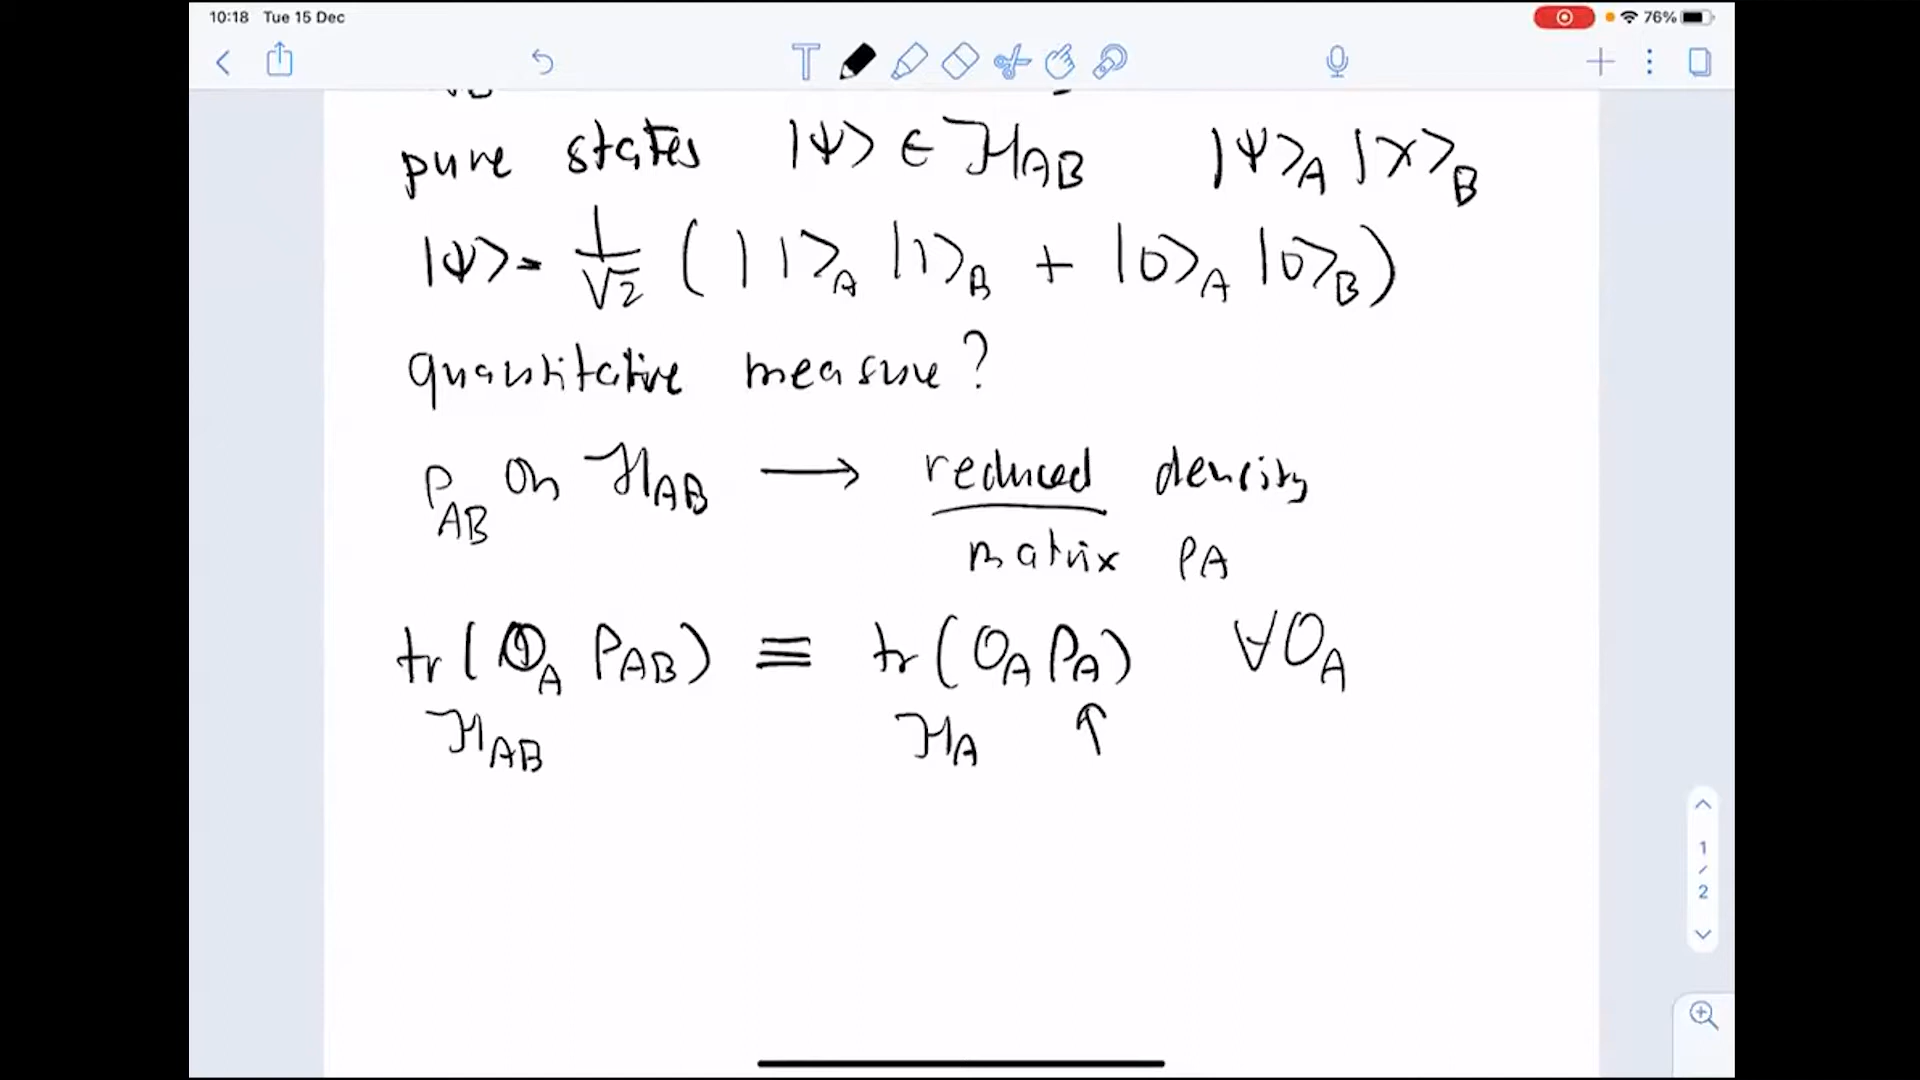 10:18 Tue 15 Dec 76%
pure states |ψ⟩ ∈ ℋ_AB |ψ⟩_A |χ⟩_B
|ψ⟩ = 1/√2 ( |1⟩_A |1⟩_B + |0⟩_A |0⟩_B )
quantitative measure?
ρ_AB on ℋ_AB ⟶ reduced density
matrix ρ_A
tr ( O_A ρ_AB ) ≡ tr ( O_A ρ_A ) ∀ O_A
ℋ_AB ℋ_A ↑
1
/
2